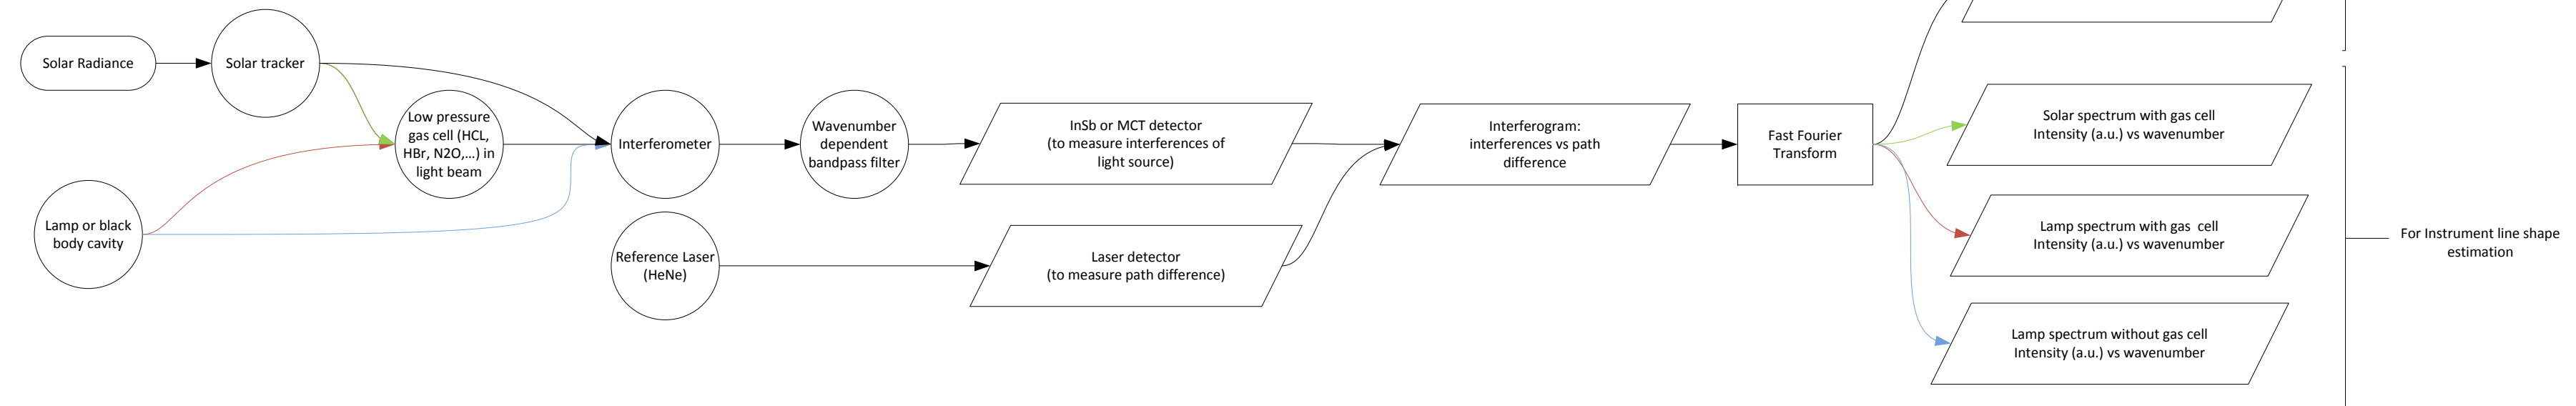 Solar Radiance
Solar tracker
Low pressure
gas cell (HCL,
HBr, N2O,...) in
light beam
Lamp or black
body cavity
Interferometer
Reference Laser
(HeNe)
Wavenumber
dependent
bandpass filter
InSb or MCT detector
(to measure interferences of
light source)
Laser detector
(to measure path difference)
Interferogram:
interferences vs path
difference
Fast Fourier
Transform
Solar spectrum with gas cell
Intensity (a.u.) vs wavenumber
Lamp spectrum with gas cell
Intensity (a.u.) vs wavenumber
Lamp spectrum without gas cell
Intensity (a.u.) vs wavenumber
For Instrument line shape
estimation